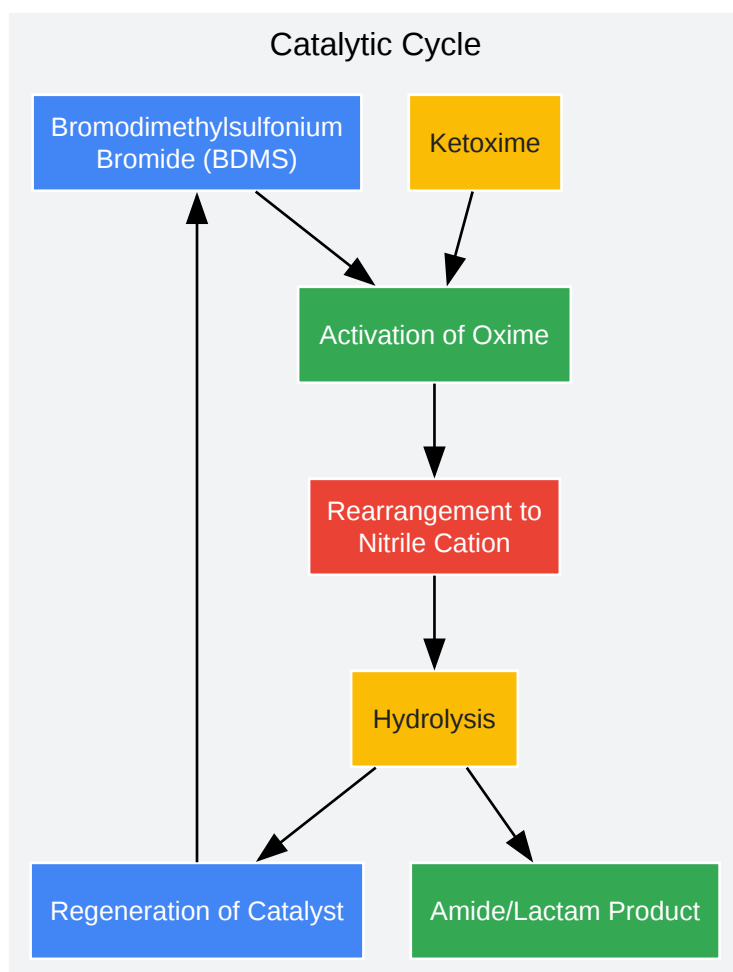 Catalytic Cycle
Bromodimethylsulfonium
Bromide (BDMS)
Ketoxime
Activation of Oxime
Rearrangement to
Nitrile Cation
Hydrolysis
Regeneration of Catalyst
Amide/Lactam Product